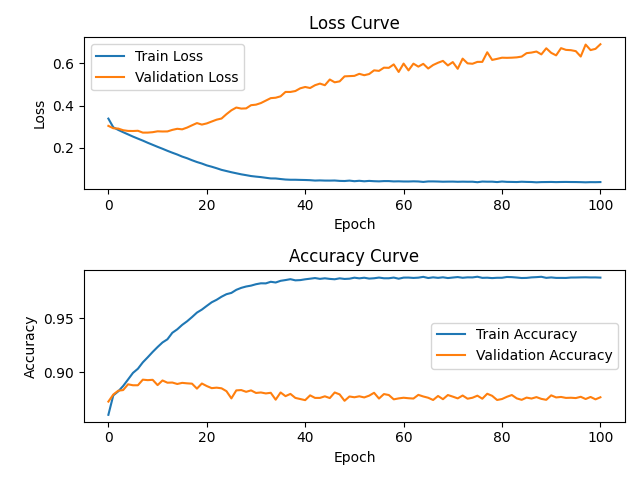 Loss Curve
Train Loss
Validation Loss
0.6
0.4
0.2
Loss
0 20 40 60 80 100
Epoch
Accuracy Curve
0.95
0.90
Accuracy
Train Accuracy
Validation Accuracy
0 20 40 60 80 100
Epoch